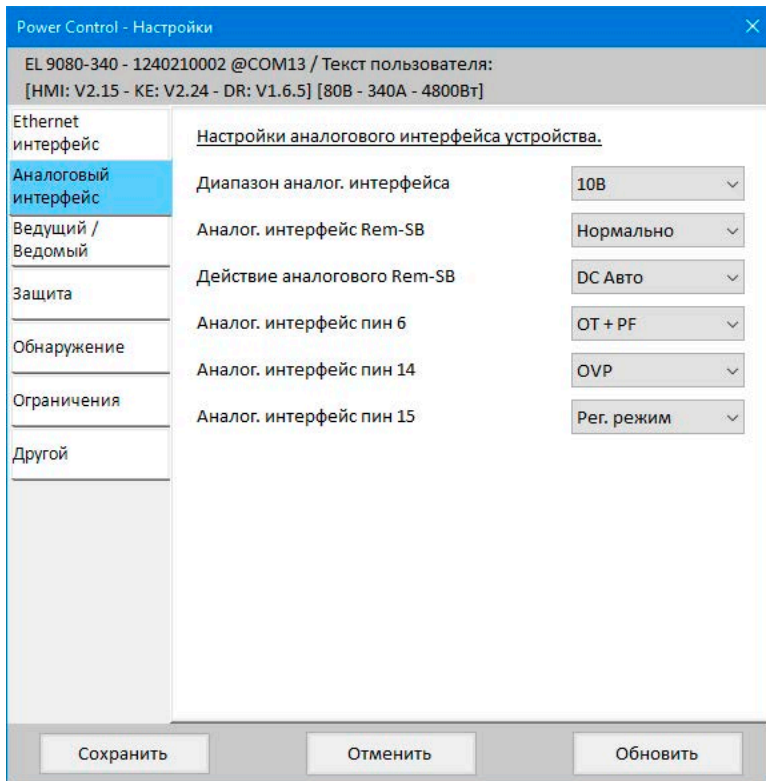 Power Control - Настройки
EL 9080-340 - 1240210002 @COM13 / Текст пользователя:
[HMI: V2.15 - KE: V2.24 - DR: V1.6.5] [80В - 340А - 4800Вт]
Ethernet
интерфейс
Аналоговый
интерфейс
Ведущий /
Ведомый
Защита
Обнаружение
Ограничения
Другой
Настройки аналогового интерфейса устройства.
Диапазон аналог. интерфейса 10В
Аналог. интерфейс Rem-SB Нормально
Действие аналогового Rem-SB DC Авто
Аналог. интерфейс пин 6 OT + PF
Аналог. интерфейс пин 14 OVP
Аналог. интерфейс пин 15 Рег. режим
Сохранить Отменить Обновить